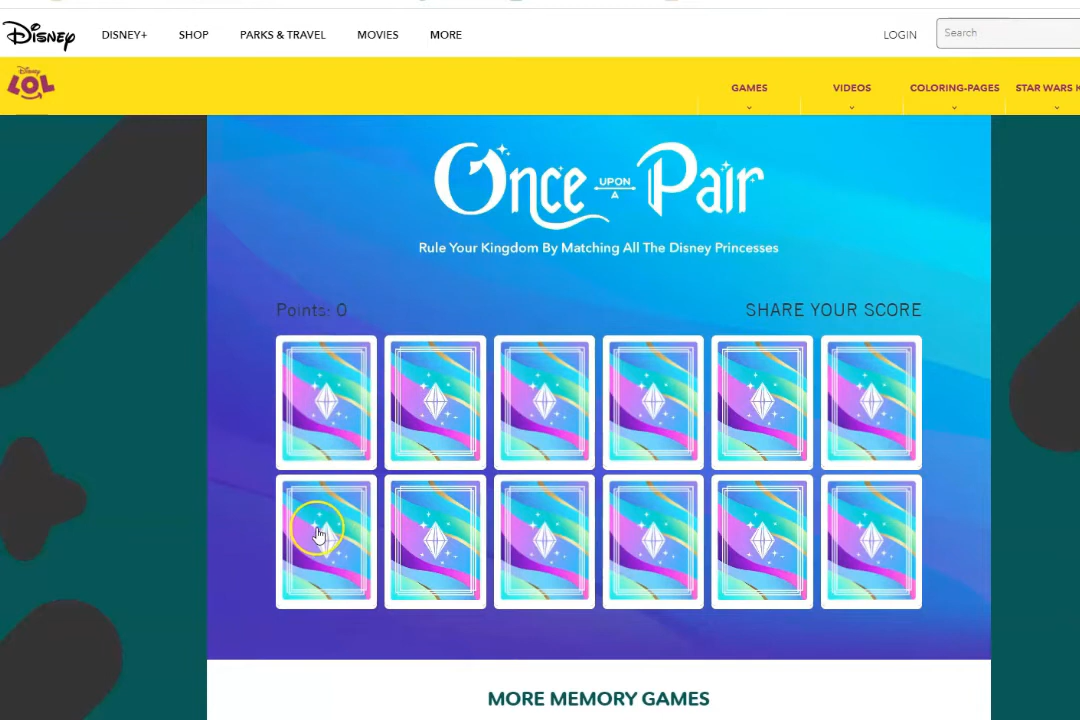 Disney DISNEY+ SHOP PARKS & TRAVEL MOVIES MORE LOGIN Search
Disney LOL GAMES VIDEOS COLORING-PAGES STAR WARS K
Once UPON A Pair
Rule Your Kingdom By Matching All The Disney Princesses
Points: 0 SHARE YOUR SCORE
MORE MEMORY GAMES